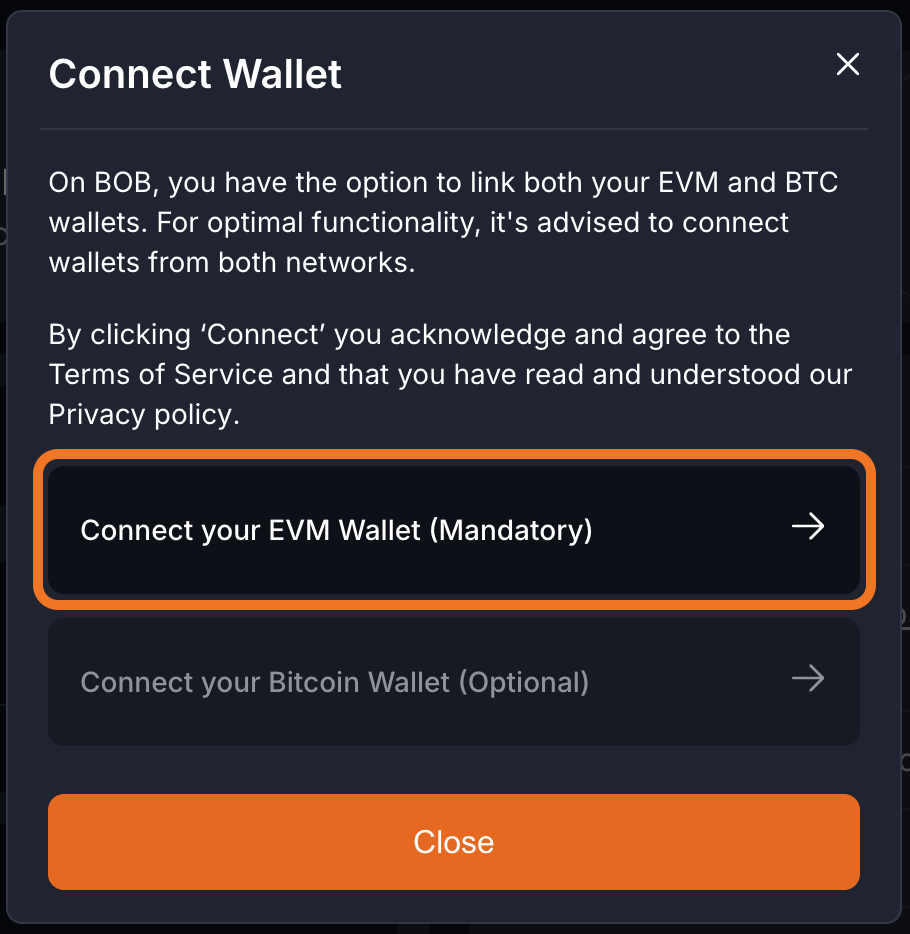 Connect Wallet
On BOB, you have the option to link both your EVM and BTC
wallets. For optimal functionality, it's advised to connect
wallets from both networks.
By clicking ‘Connect’ you acknowledge and agree to the
Terms of Service and that you have read and understood our
Privacy policy.
Connect your EVM Wallet (Mandatory)
Connect your Bitcoin Wallet (Optional)
Close